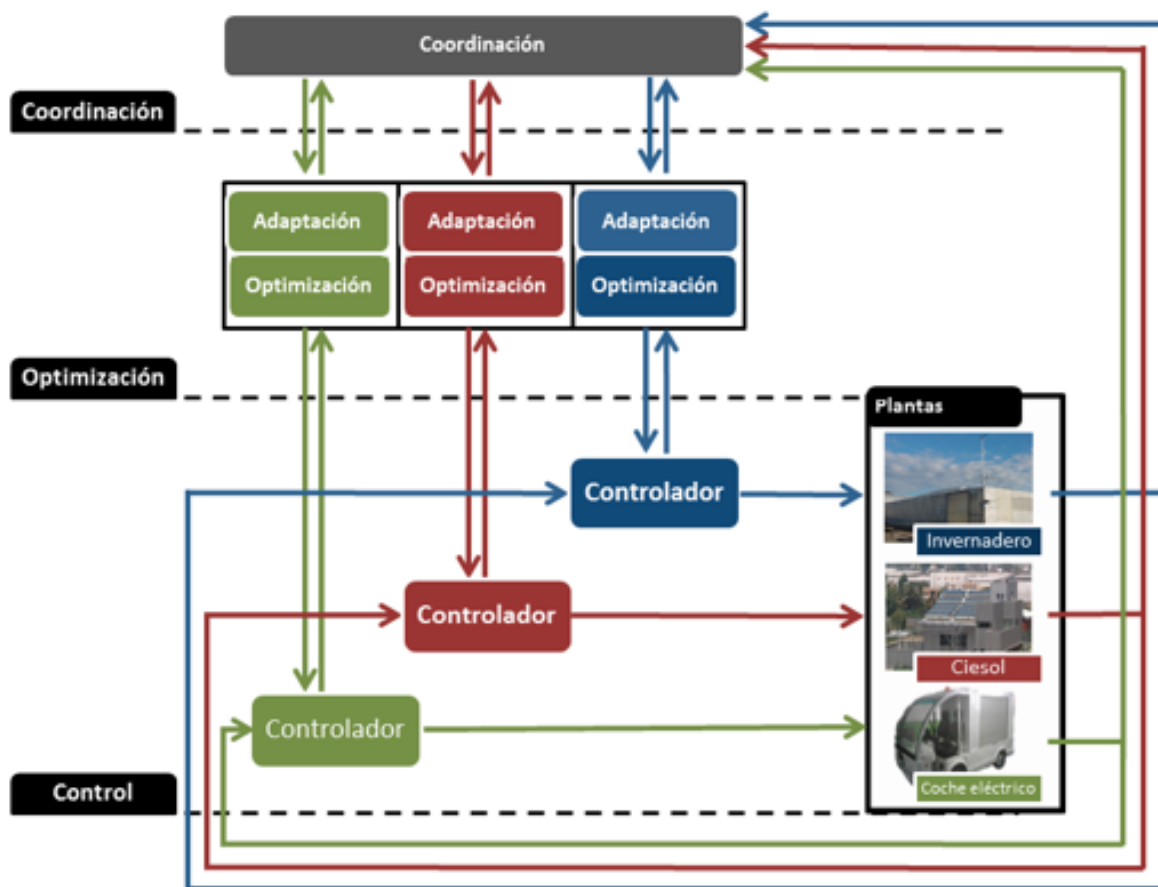 Coordinación
Coordinación
Adaptación
Adaptación
Adaptación
Optimización
Optimización
Optimización
Optimización
Plantas
Controlador
Invernadero
Controlador
Ciesol
Controlador
Control
Coche eléctrico